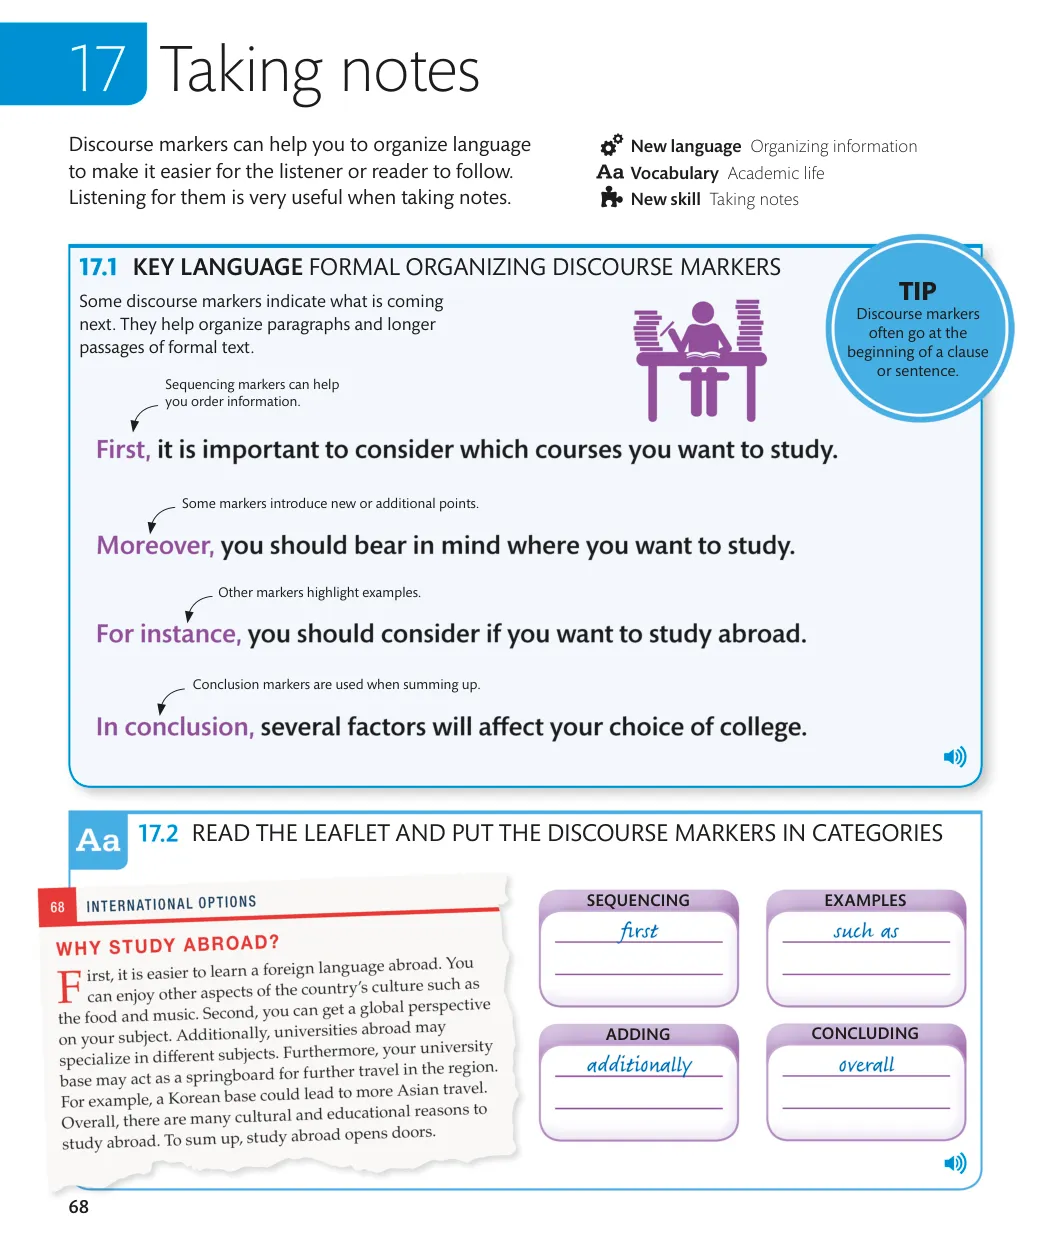 17 Taking notes
Discourse markers can help you to organize language
to make it easier for the listener or reader to follow.
Listening for them is very useful when taking notes.
New language Organizing information
Aa Vocabulary Academic life
New skill Taking notes
17.1 KEY LANGUAGE FORMAL ORGANIZING DISCOURSE MARKERS
Some discourse markers indicate what is coming
next. They help organize paragraphs and longer
passages of formal text.
TIP
Discourse markers
often go at the
beginning of a clause
or sentence.
Sequencing markers can help
you order information.
First, it is important to consider which courses you want to study.
Some markers introduce new or additional points.
Moreover, you should bear in mind where you want to study.
Other markers highlight examples.
For instance, you should consider if you want to study abroad.
Conclusion markers are used when summing up.
In conclusion, several factors will affect your choice of college.
Aa 17.2 READ THE LEAFLET AND PUT THE DISCOURSE MARKERS IN CATEGORIES
68 INTERNATIONAL OPTIONS
WHY STUDY ABROAD?
First, it is easier to learn a foreign language abroad. You
can enjoy other aspects of the country's culture such as
the food and music. Second, you can get a global perspective
on your subject. Additionally, universities abroad may
specialize in different subjects. Furthermore, your university
base may act as a springboard for further travel in the region.
For example, a Korean base could lead to more Asian travel.
Overall, there are many cultural and educational reasons to
study abroad. To sum up, study abroad opens doors.
SEQUENCING
first
EXAMPLES
such as
ADDING
additionally
CONCLUDING
overall
68